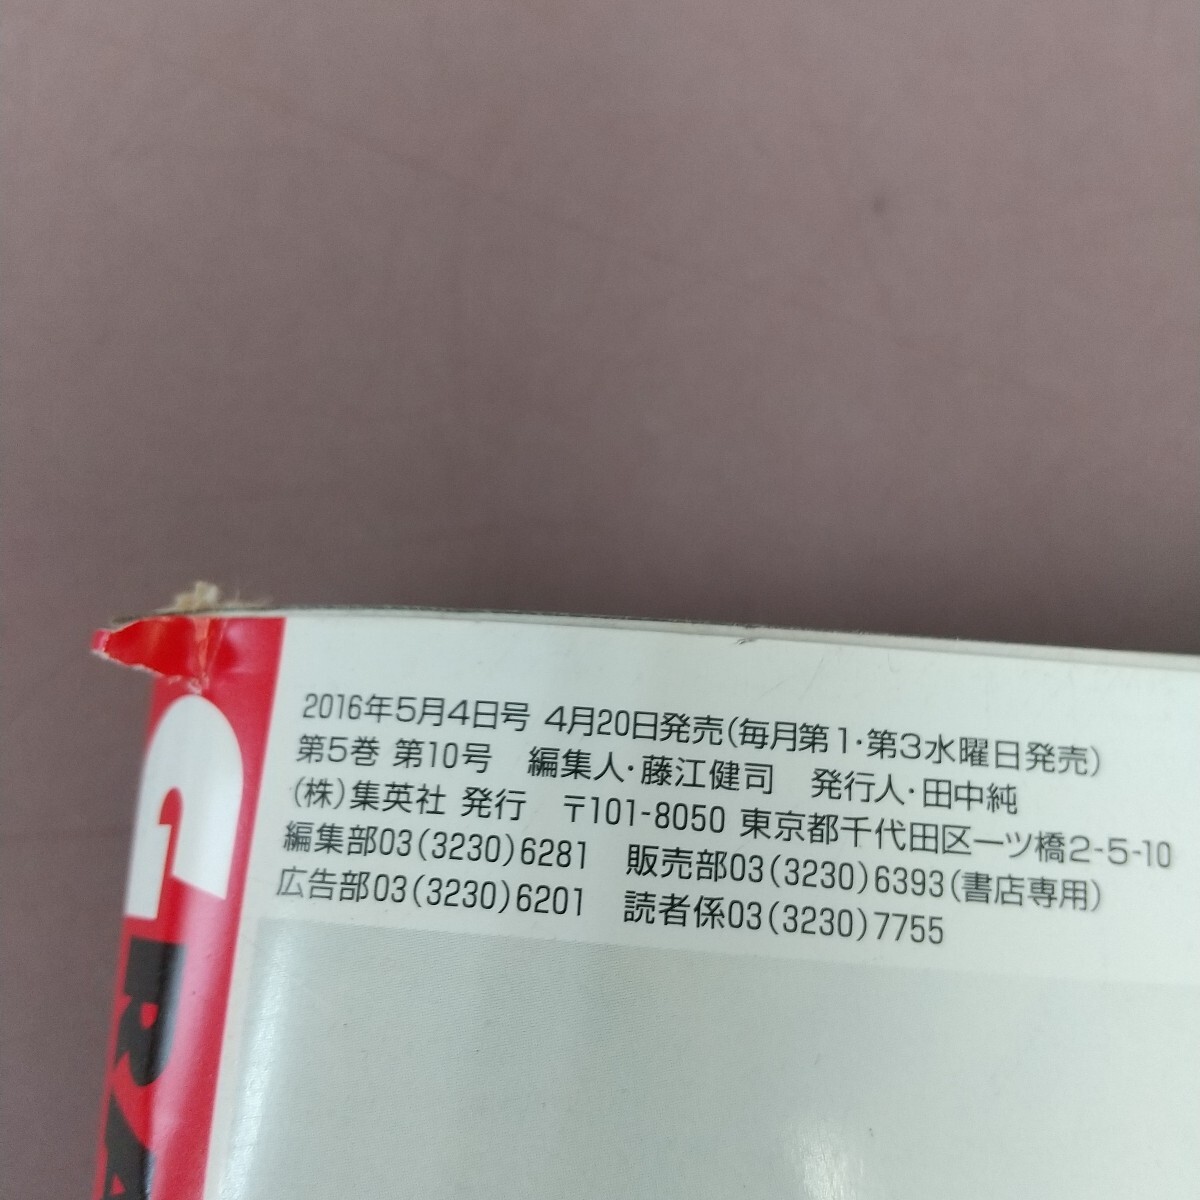 2016年5月4日号 4月20日発売(毎月第1・第3水曜日発売)
第5巻 第10号 編集人・藤江健司 発行人・田中純
(株)集英社 発行 〒101-8050 東京都千代田区一ツ橋2-5-10
編集部03(3230)6281 販売部03(3230)6393(書店専用)
広告部03(3230)6201 読者係03(3230)7755
GRA